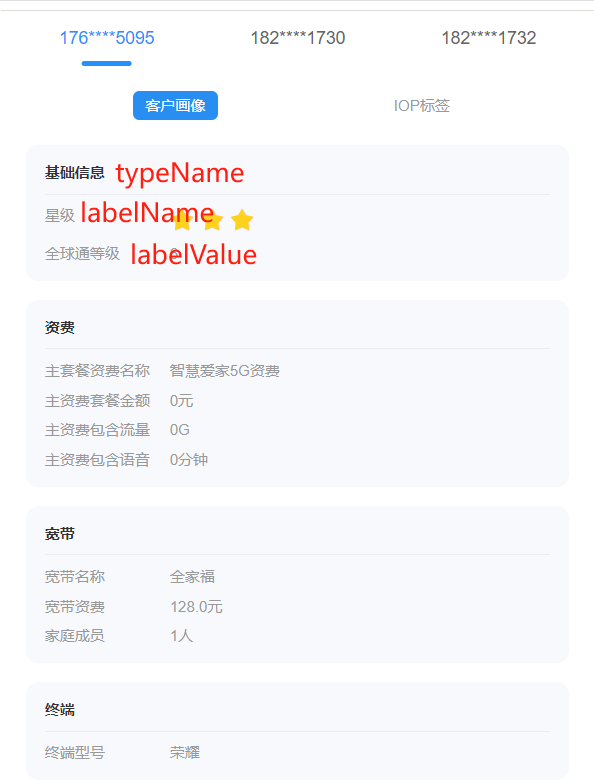 176****5095 182****1730 182****1732
客户画像 IOP标签
基础信息 typeName
星级 labelName
全球通等级 labelValue
资费
主套餐资费名称 智慧爱家5G资费
主资费套餐金额 0元
主资费包含流量 0G
主资费包含语音 0分钟
宽带
宽带名称 全家福
宽带资费 128.0元
家庭成员 1人
终端
终端型号 荣耀